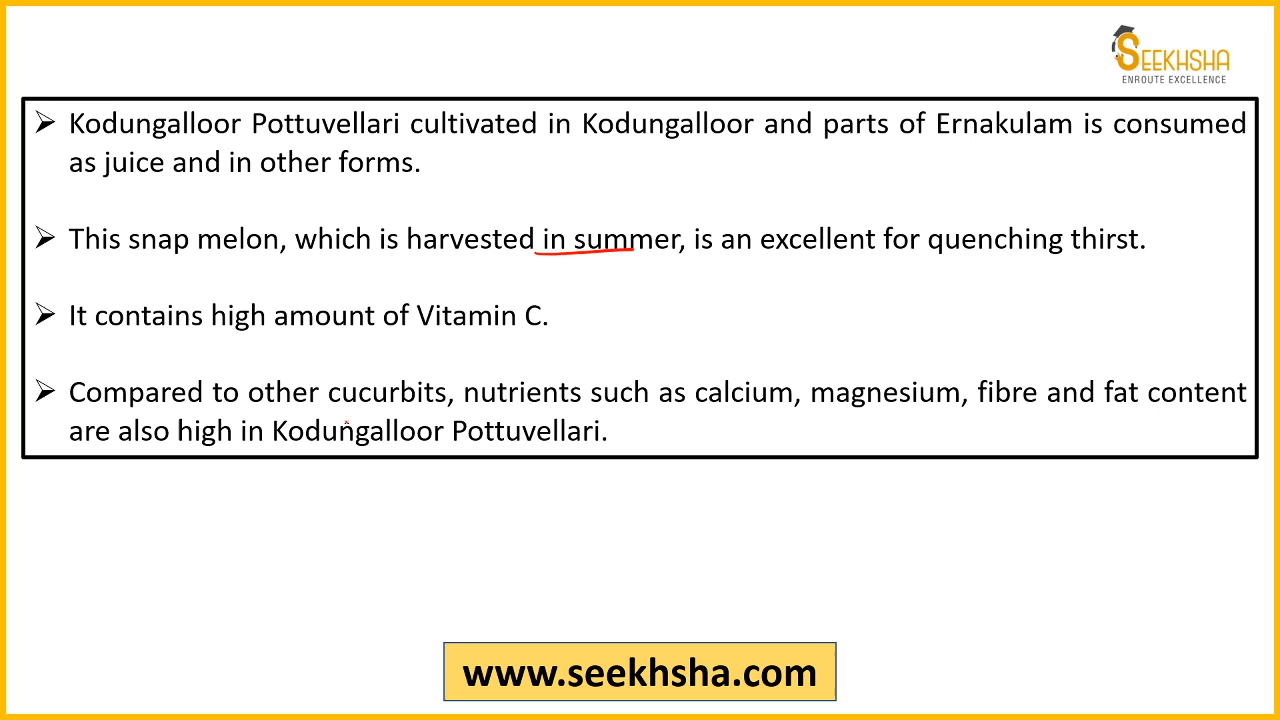 SEEKHSHA
ENROUTE EXCELLENCE
➢ Kodungalloor Pottuvellari cultivated in Kodungalloor and parts of Ernakulam is consumed
as juice and in other forms.
➢ This snap melon, which is harvested in summer, is an excellent for quenching thirst.
➢ It contains high amount of Vitamin C.
➢ Compared to other cucurbits, nutrients such as calcium, magnesium, fibre and fat content
are also high in Kodungalloor Pottuvellari.
www.seekhsha.com